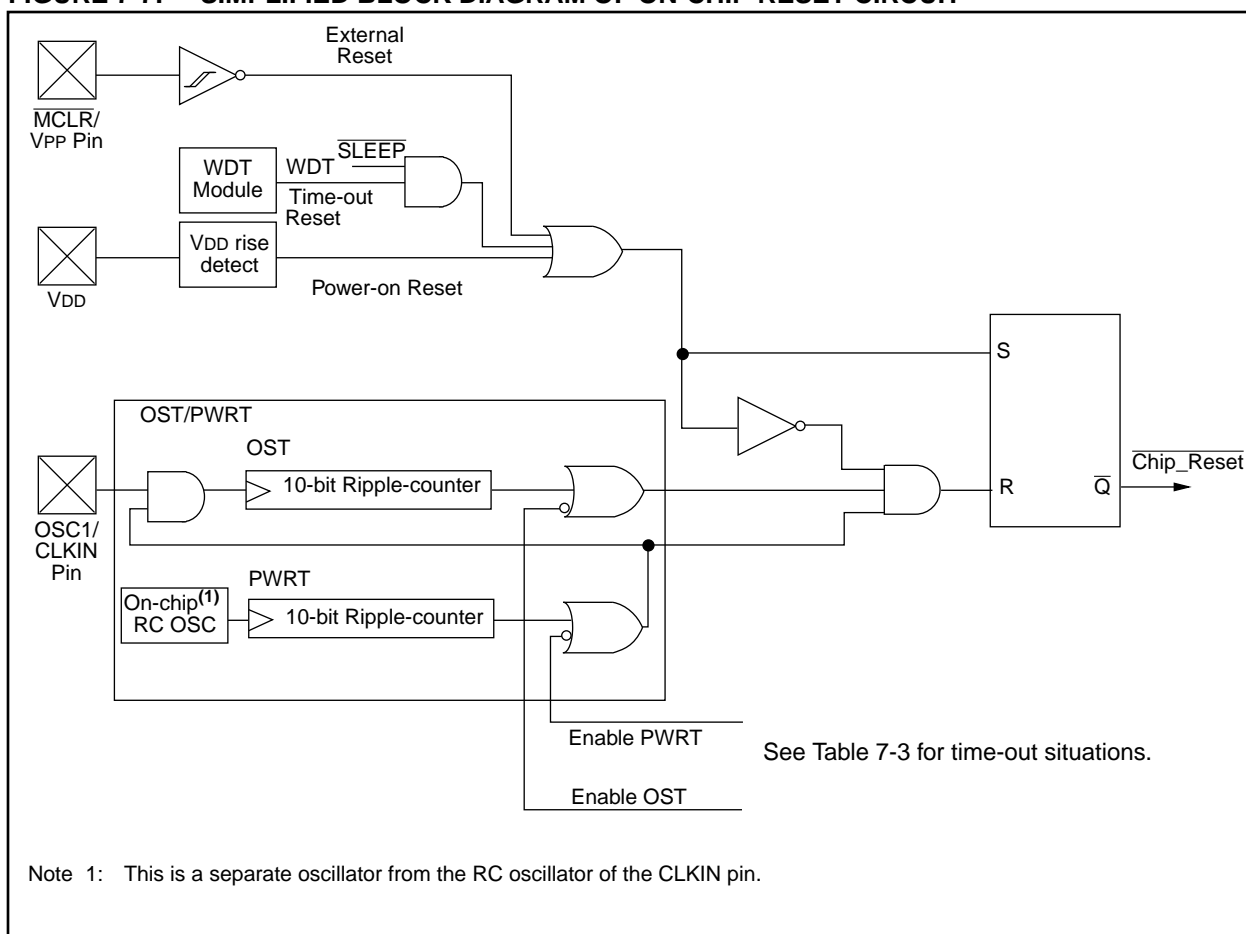 External
Reset
MCLR/
VPP Pin
SLEEP
WDT
Module
WDT
Time-out
Reset
VDD rise
detect
VDD
Power-on Reset
S
OST/PWRT
OST
10-bit Ripple-counter
Chip_Reset
R
Q
OSC1/
CLKIN
Pin
PWRT
On-chip(1)
RC OSC
10-bit Ripple-counter
Enable PWRT
See Table 7-3 for time-out situations.
Enable OST
Note 1: This is a separate oscillator from the RC oscillator of the CLKIN pin.